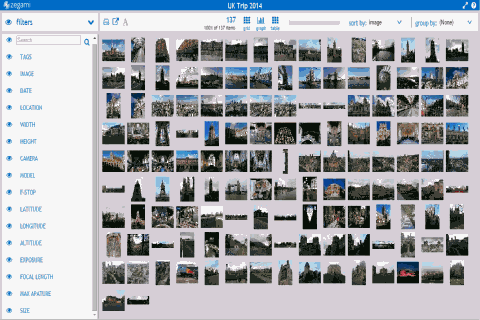 zegami
UK Trip 2014
filters
137
100% of 137 items
grid
graph
table
sort by: Image
group by: (None)
Search
TAGS
IMAGE
DATE
LOCATION
WIDTH
HEIGHT
CAMERA
MODEL
F-STOP
LATITUDE
LONGITUDE
ALTITUDE
EXPOSURE
FOCAL LENGTH
MAX APATURE
SIZE